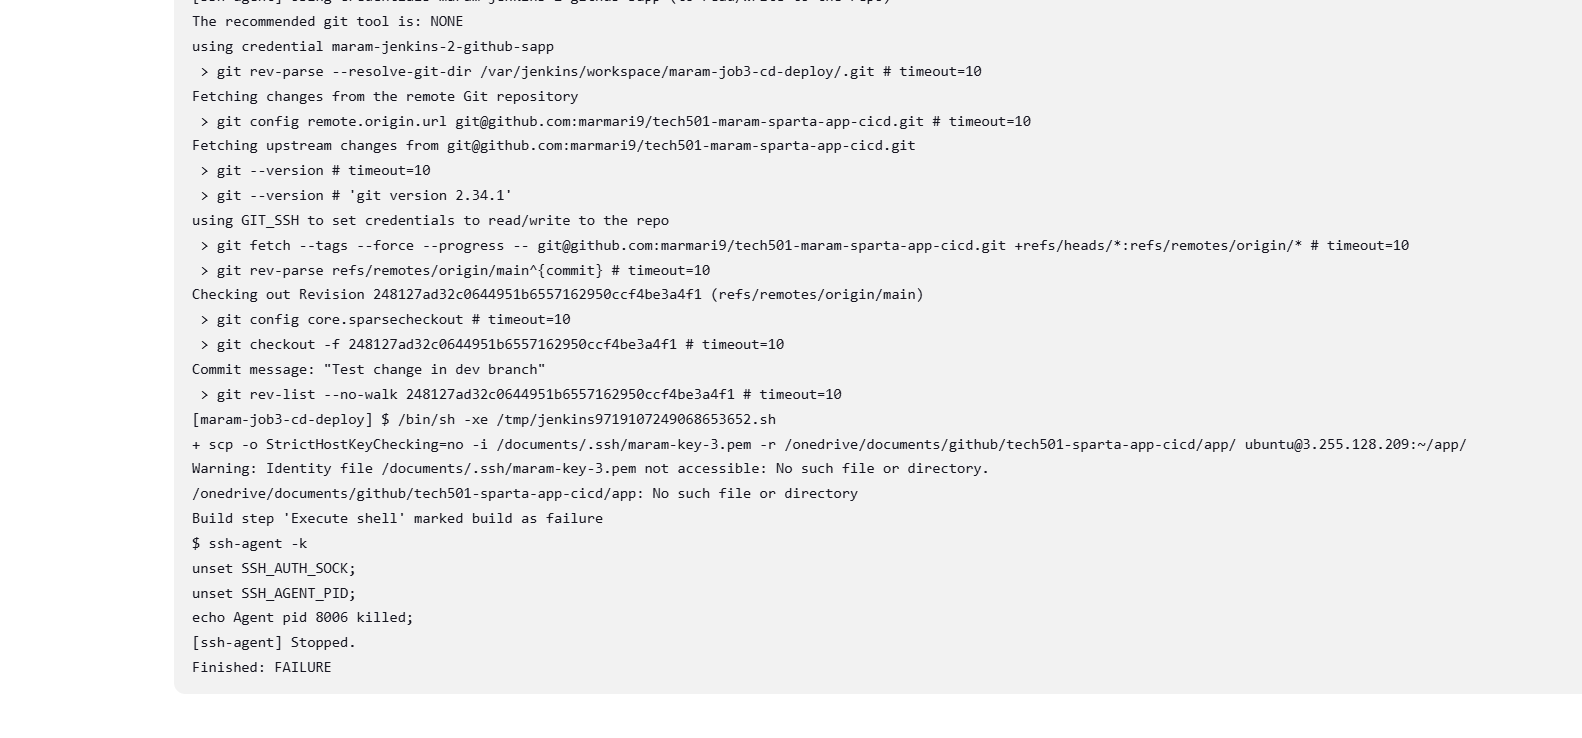 The recommended git tool is: NONE
using credential maram-jenkins-2-github-sapp
 > git rev-parse --resolve-git-dir /var/jenkins/workspace/maram-job3-cd-deploy/.git # timeout=10
Fetching changes from the remote Git repository
 > git config remote.origin.url git@github.com:marmari9/tech501-maram-sparta-app-cicd.git # timeout=10
Fetching upstream changes from git@github.com:marmari9/tech501-maram-sparta-app-cicd.git
 > git --version # timeout=10
 > git --version # 'git version 2.34.1'
using GIT_SSH to set credentials to read/write to the repo
 > git fetch --tags --force --progress -- git@github.com:marmari9/tech501-maram-sparta-app-cicd.git +refs/heads/*:refs/remotes/origin/* # timeout=10
 > git rev-parse refs/remotes/origin/main^{commit} # timeout=10
Checking out Revision 248127ad32c0644951b6557162950ccf4be3a4f1 (refs/remotes/origin/main)
 > git config core.sparsecheckout # timeout=10
 > git checkout -f 248127ad32c0644951b6557162950ccf4be3a4f1 # timeout=10
Commit message: "Test change in dev branch"
 > git rev-list --no-walk 248127ad32c0644951b6557162950ccf4be3a4f1 # timeout=10
[maram-job3-cd-deploy] $ /bin/sh -xe /tmp/jenkins9719107249068653652.sh
+ scp -o StrictHostKeyChecking=no -i /documents/.ssh/maram-key-3.pem -r /onedrive/documents/github/tech501-sparta-app-cicd/app/ ubuntu@3.255.128.209:~/app/
Warning: Identity file /documents/.ssh/maram-key-3.pem not accessible: No such file or directory.
/onedrive/documents/github/tech501-sparta-app-cicd/app: No such file or directory
Build step 'Execute shell' marked build as failure
$ ssh-agent -k
unset SSH_AUTH_SOCK;
unset SSH_AGENT_PID;
echo Agent pid 8006 killed;
[ssh-agent] Stopped.
Finished: FAILURE